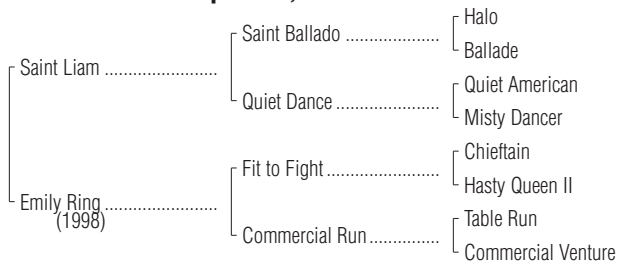 Halo
Saint Ballado ....................
Ballade
Saint Liam ........................
Quiet American
Quiet Dance ......................
Misty Dancer
Chieftain
Fit to Fight ........................
Hasty Queen II
Emily Ring ........................
(1998)
Table Run
Commercial Run ...............
Commercial Venture